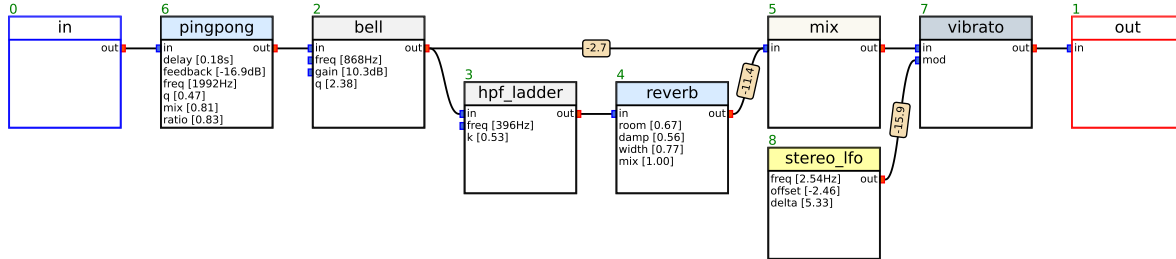 0
in
out
6
pingpong
in
out
delay [0.18s]
feedback [-16.9dB]
freq [1992Hz]
q [0.47]
mix [0.81]
ratio [0.83]
2
bell
in
out
freq [868Hz]
gain [10.3dB]
q [2.38]
-2.7
3
hpf_ladder
in
out
freq [396Hz]
k [0.53]
4
reverb
in
out
room [0.67]
damp [0.56]
width [0.77]
mix [1.00]
-11.4
5
mix
in
out
8
stereo_lfo
freq [2.54Hz]
out
offset [-2.46]
delta [5.33]
-15.9
7
vibrato
in
out
mod
1
out
in